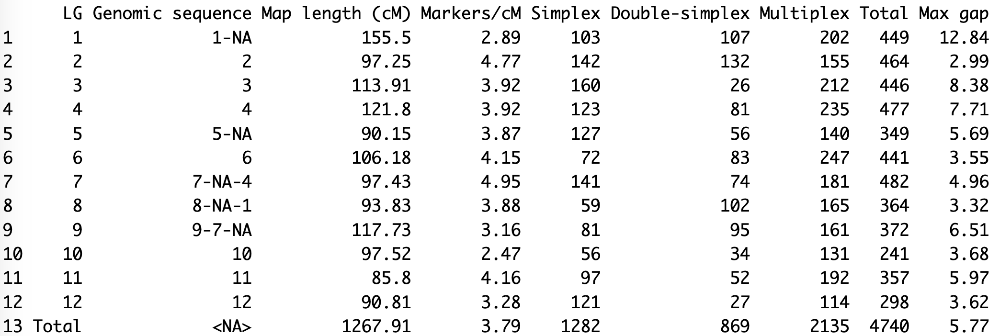 LG Genomic sequence Map length (cM) Markers/cM Simplex Double-simplex Multiplex Total Max gap
1 1 1-NA 155.5 2.89 103 107 202 449 12.84
2 2 2 97.25 4.77 142 132 155 464 2.99
3 3 3 113.91 3.92 160 26 212 446 8.38
4 4 4 121.8 3.92 123 81 235 477 7.71
5 5 5-NA 90.15 3.87 127 56 140 349 5.69
6 6 6 106.18 4.15 72 83 247 441 3.55
7 7 7-NA-4 97.43 4.95 141 74 181 482 4.96
8 8 8-NA-1 93.83 3.88 59 102 165 364 3.32
9 9 9-7-NA 117.73 3.16 81 95 161 372 6.51
10 10 10 97.52 2.47 56 34 131 241 3.68
11 11 11 85.8 4.16 97 52 192 357 5.97
12 12 12 90.81 3.28 121 27 114 298 3.62
13 Total <NA> 1267.91 3.79 1282 869 2135 4740 5.77